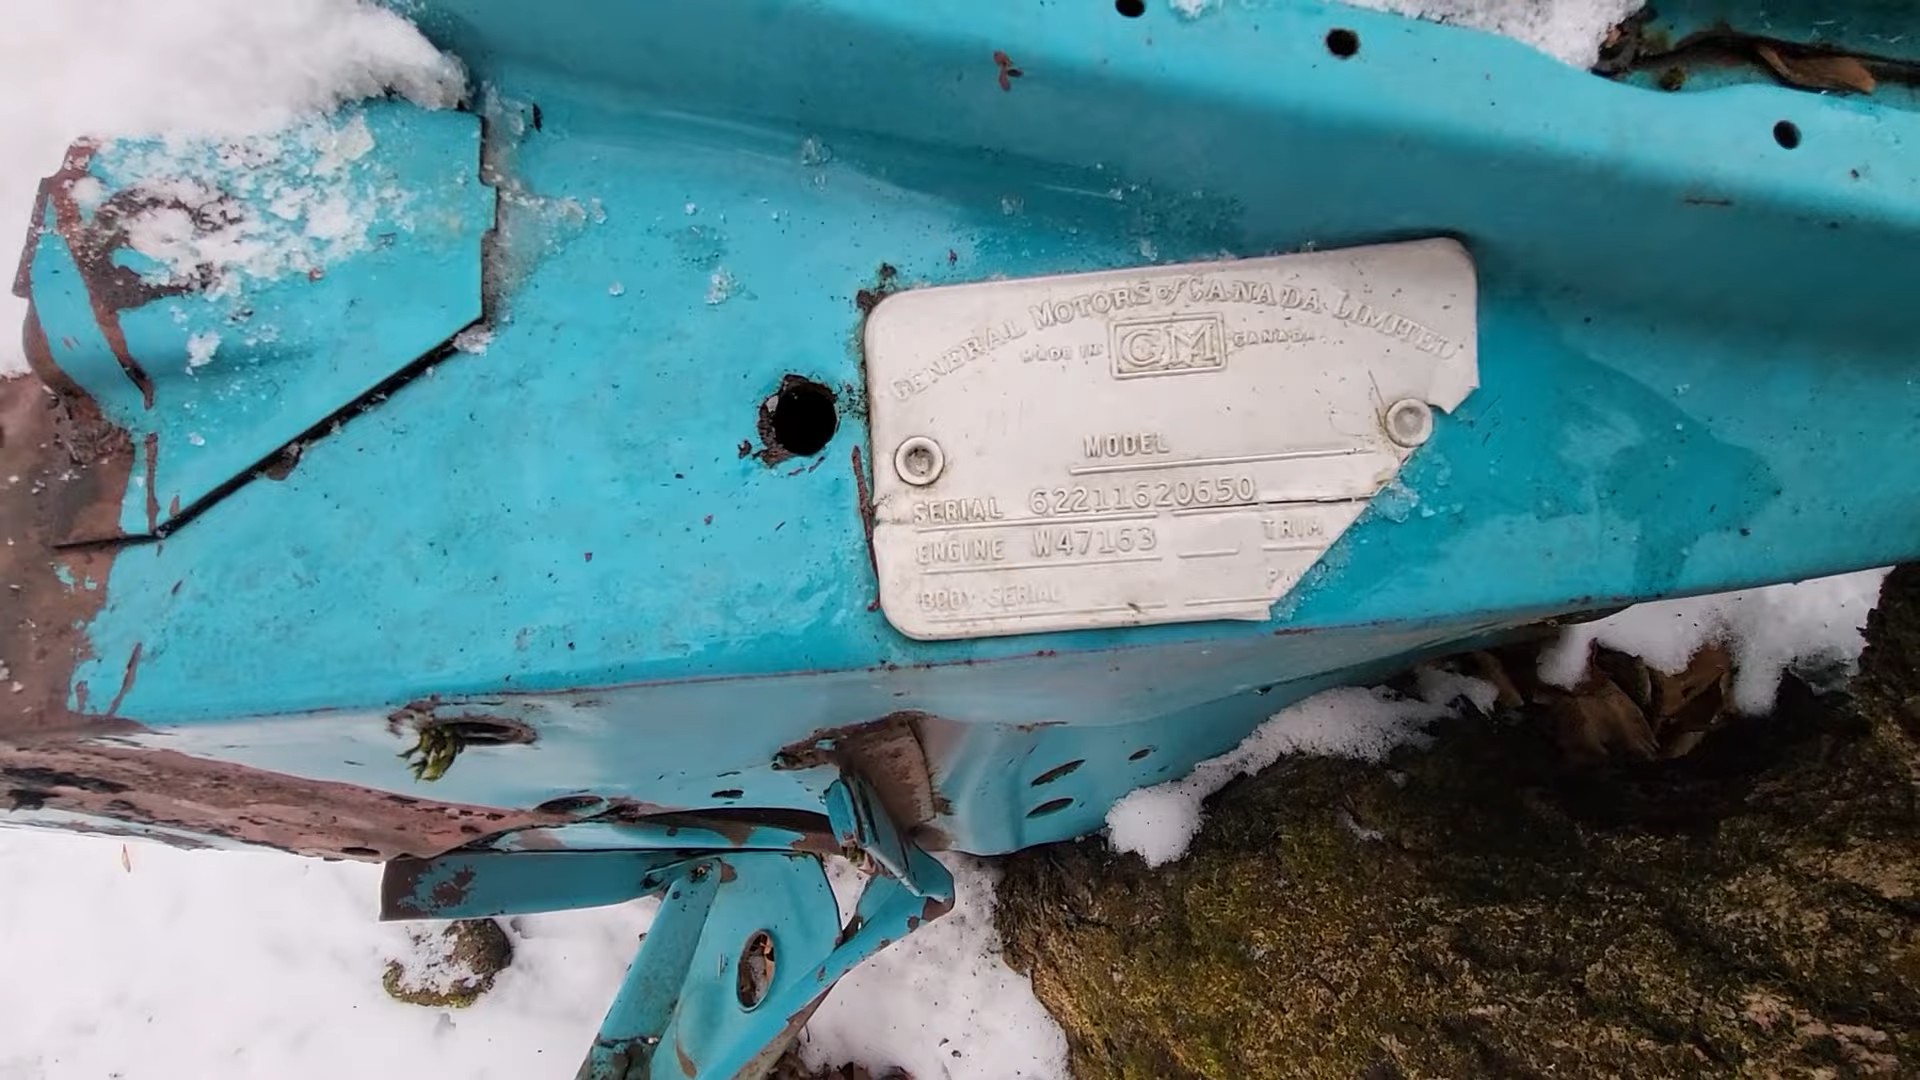 GENERAL MOTORS of CANADA LIMITED
MADE IN GM CANADA
MODEL
SERIAL 62211620650
ENGINE W47163 TRIM
BODY SERIAL